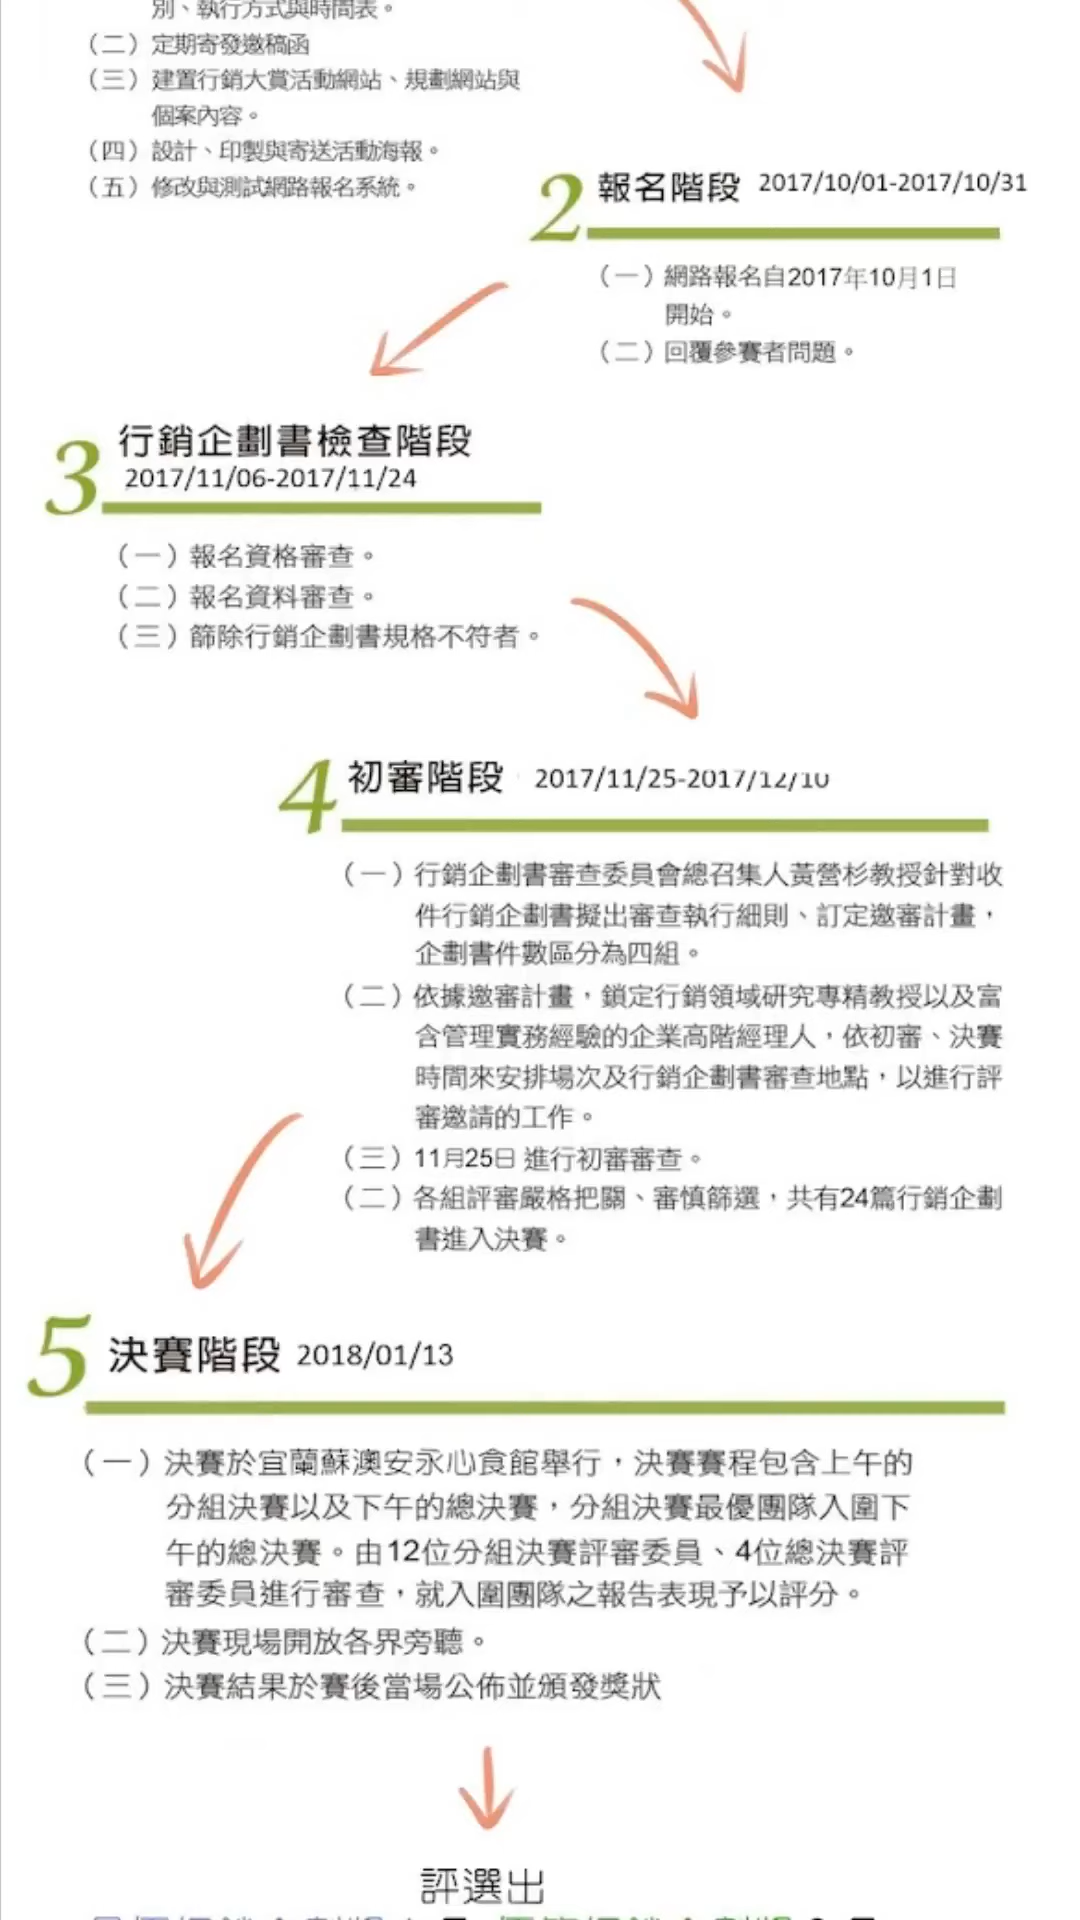 別、執行方式與時間表。
（二）定期寄發邀稿函
（三）建置行銷大賞活動網站、規劃網站與
個案內容。
（四）設計、印製與寄送活動海報。
（五）修改與測試網路報名系統。
2 報名階段 2017/10/01-2017/10/31
（一）網路報名自2017年10月1日
開始。
（二）回覆參賽者問題。
3 行銷企劃書檢查階段
2017/11/06-2017/11/24
（一）報名資格審查。
（二）報名資料審查。
（三）篩除行銷企劃書規格不符者。
4 初審階段 2017/11/25-2017/12/10
（一）行銷企劃書審查委員會總召集人黃營杉教授針對收
件行銷企劃書擬出審查執行細則、訂定邀審計畫，
企劃書件數區分為四組。
（二）依據邀審計畫，鎖定行銷領域研究專精教授以及富
含管理實務經驗的企業高階經理人，依初審、決賽
時間來安排場次及行銷企劃書審查地點，以進行評
審邀請的工作。
（三）11月25日 進行初審審查。
（二）各組評審嚴格把關、審慎篩選，共有24篇行銷企劃
書進入決賽。
5 決賽階段 2018/01/13
（一）決賽於宜蘭蘇澳安永心食館舉行，決賽賽程包含上午的
分組決賽以及下午的總決賽，分組決賽最優團隊入圍下
午的總決賽。由12位分組決賽評審委員、4位總決賽評
審委員進行審查，就入圍團隊之報告表現予以評分。
（二）決賽現場開放各界旁聽。
（三）決賽結果於賽後當場公佈並頒發獎狀
評選出